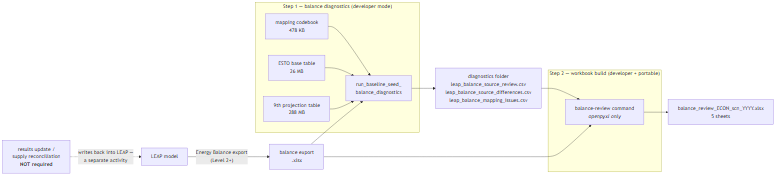 Step 1 — balance diagnostics (developer mode)
mapping codebook
478 KB
ESTO base table
26 MB
9th projection table
288 MB
run_baseline_seed_
balance_diagnostics
diagnostics folder
leap_balance_source_review.csv
leap_balance_source_differences.csv
leap_balance_mapping_issues.csv
Step 2 — workbook build (developer + portable)
balance-review command
openpyxl only
balance_review_ECON_scn_YYYY.xlsx
5 sheets
results update /
supply reconciliation
NOT required
writes back into LEAP —
a separate activity
LEAP model
Energy Balance export
(Level 2+)
balance export
.xlsx